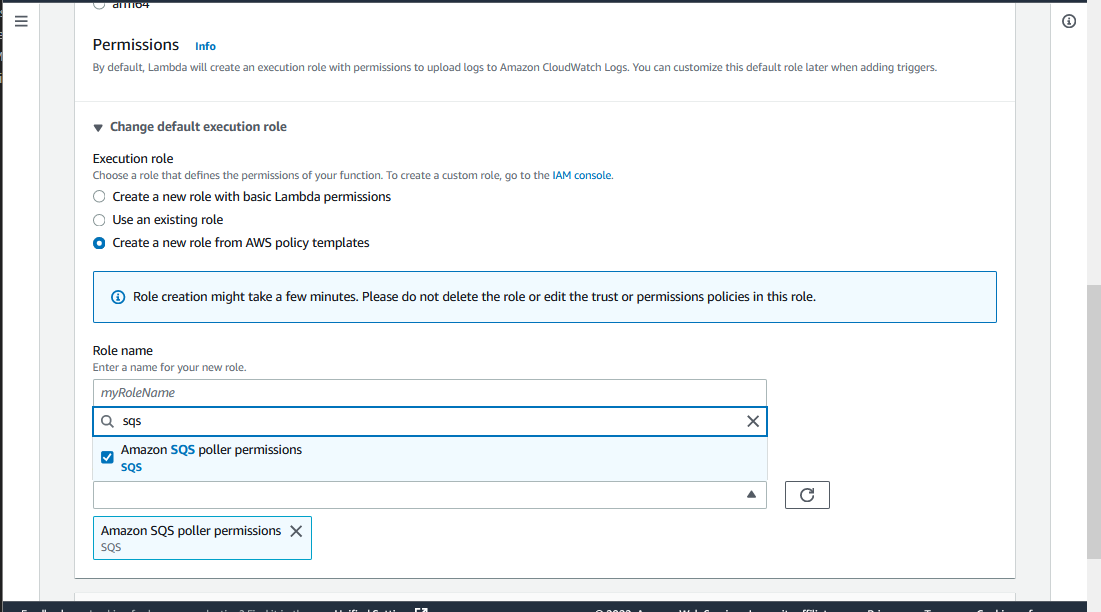 arm64
Permissions Info
By default, Lambda will create an execution role with permissions to upload logs to Amazon CloudWatch Logs. You can customize this default role later when adding triggers.
Change default execution role
Execution role
Choose a role that defines the permissions of your function. To create a custom role, go to the IAM console.
Create a new role with basic Lambda permissions
Use an existing role
Create a new role from AWS policy templates
Role creation might take a few minutes. Please do not delete the role or edit the trust or permissions policies in this role.
Role name
Enter a name for your new role.
myRoleName
sqs
Amazon SQS poller permissions
SQS
Amazon SQS poller permissions
SQS